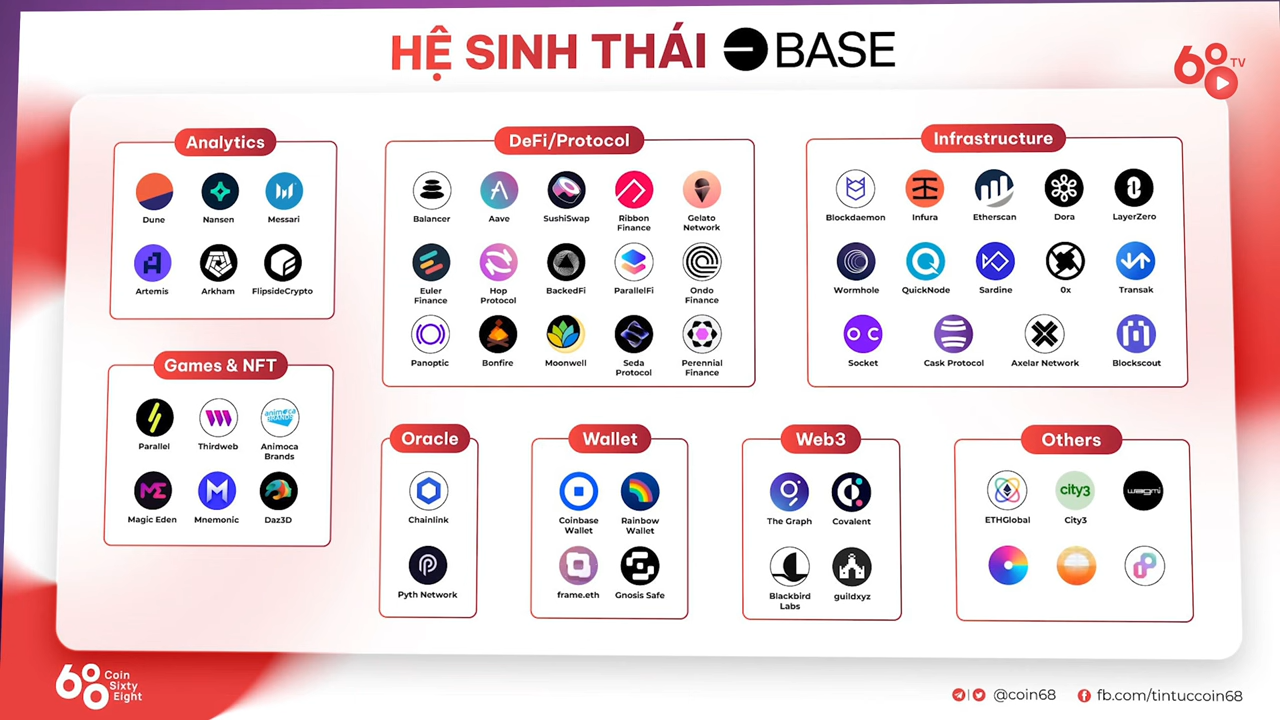 HỆ SINH THÁI BASE
68 TV
Analytics
Dune
Nansen
Messari
Artemis
Arkham
FlipsideCrypto
DeFi/Protocol
Balancer
Aave
SushiSwap
Ribbon
Finance
Gelato
Network
Euler
Finance
Hop
Protocol
BackedFi
ParallelFi
Ondo
Finance
Panoptic
Bonfire
Moonwell
Seda
Protocol
Perennial
Finance
Infrastructure
Blockdaemon
Infura
Etherscan
Dora
LayerZero
Wormhole
QuickNode
Sardine
0x
Transak
Socket
Cask Protocol
Axelar Network
Blockscout
Games & NFT
Parallel
Thirdweb
animoca
BRANDS
Animoca
Brands
ME
Magic Eden
Mnemonic
Daz3D
Oracle
Chainlink
Pyth Network
Wallet
Coinbase
Wallet
Rainbow
Wallet
frame.eth
Gnosis Safe
Web3
The Graph
Covalent
Blackbird
Labs
guildxyz
Others
ETHGlobal
city3
City3
wagmi
68 Coin
Sixty
Eight
@coin68
fb.com/tintuccoin68